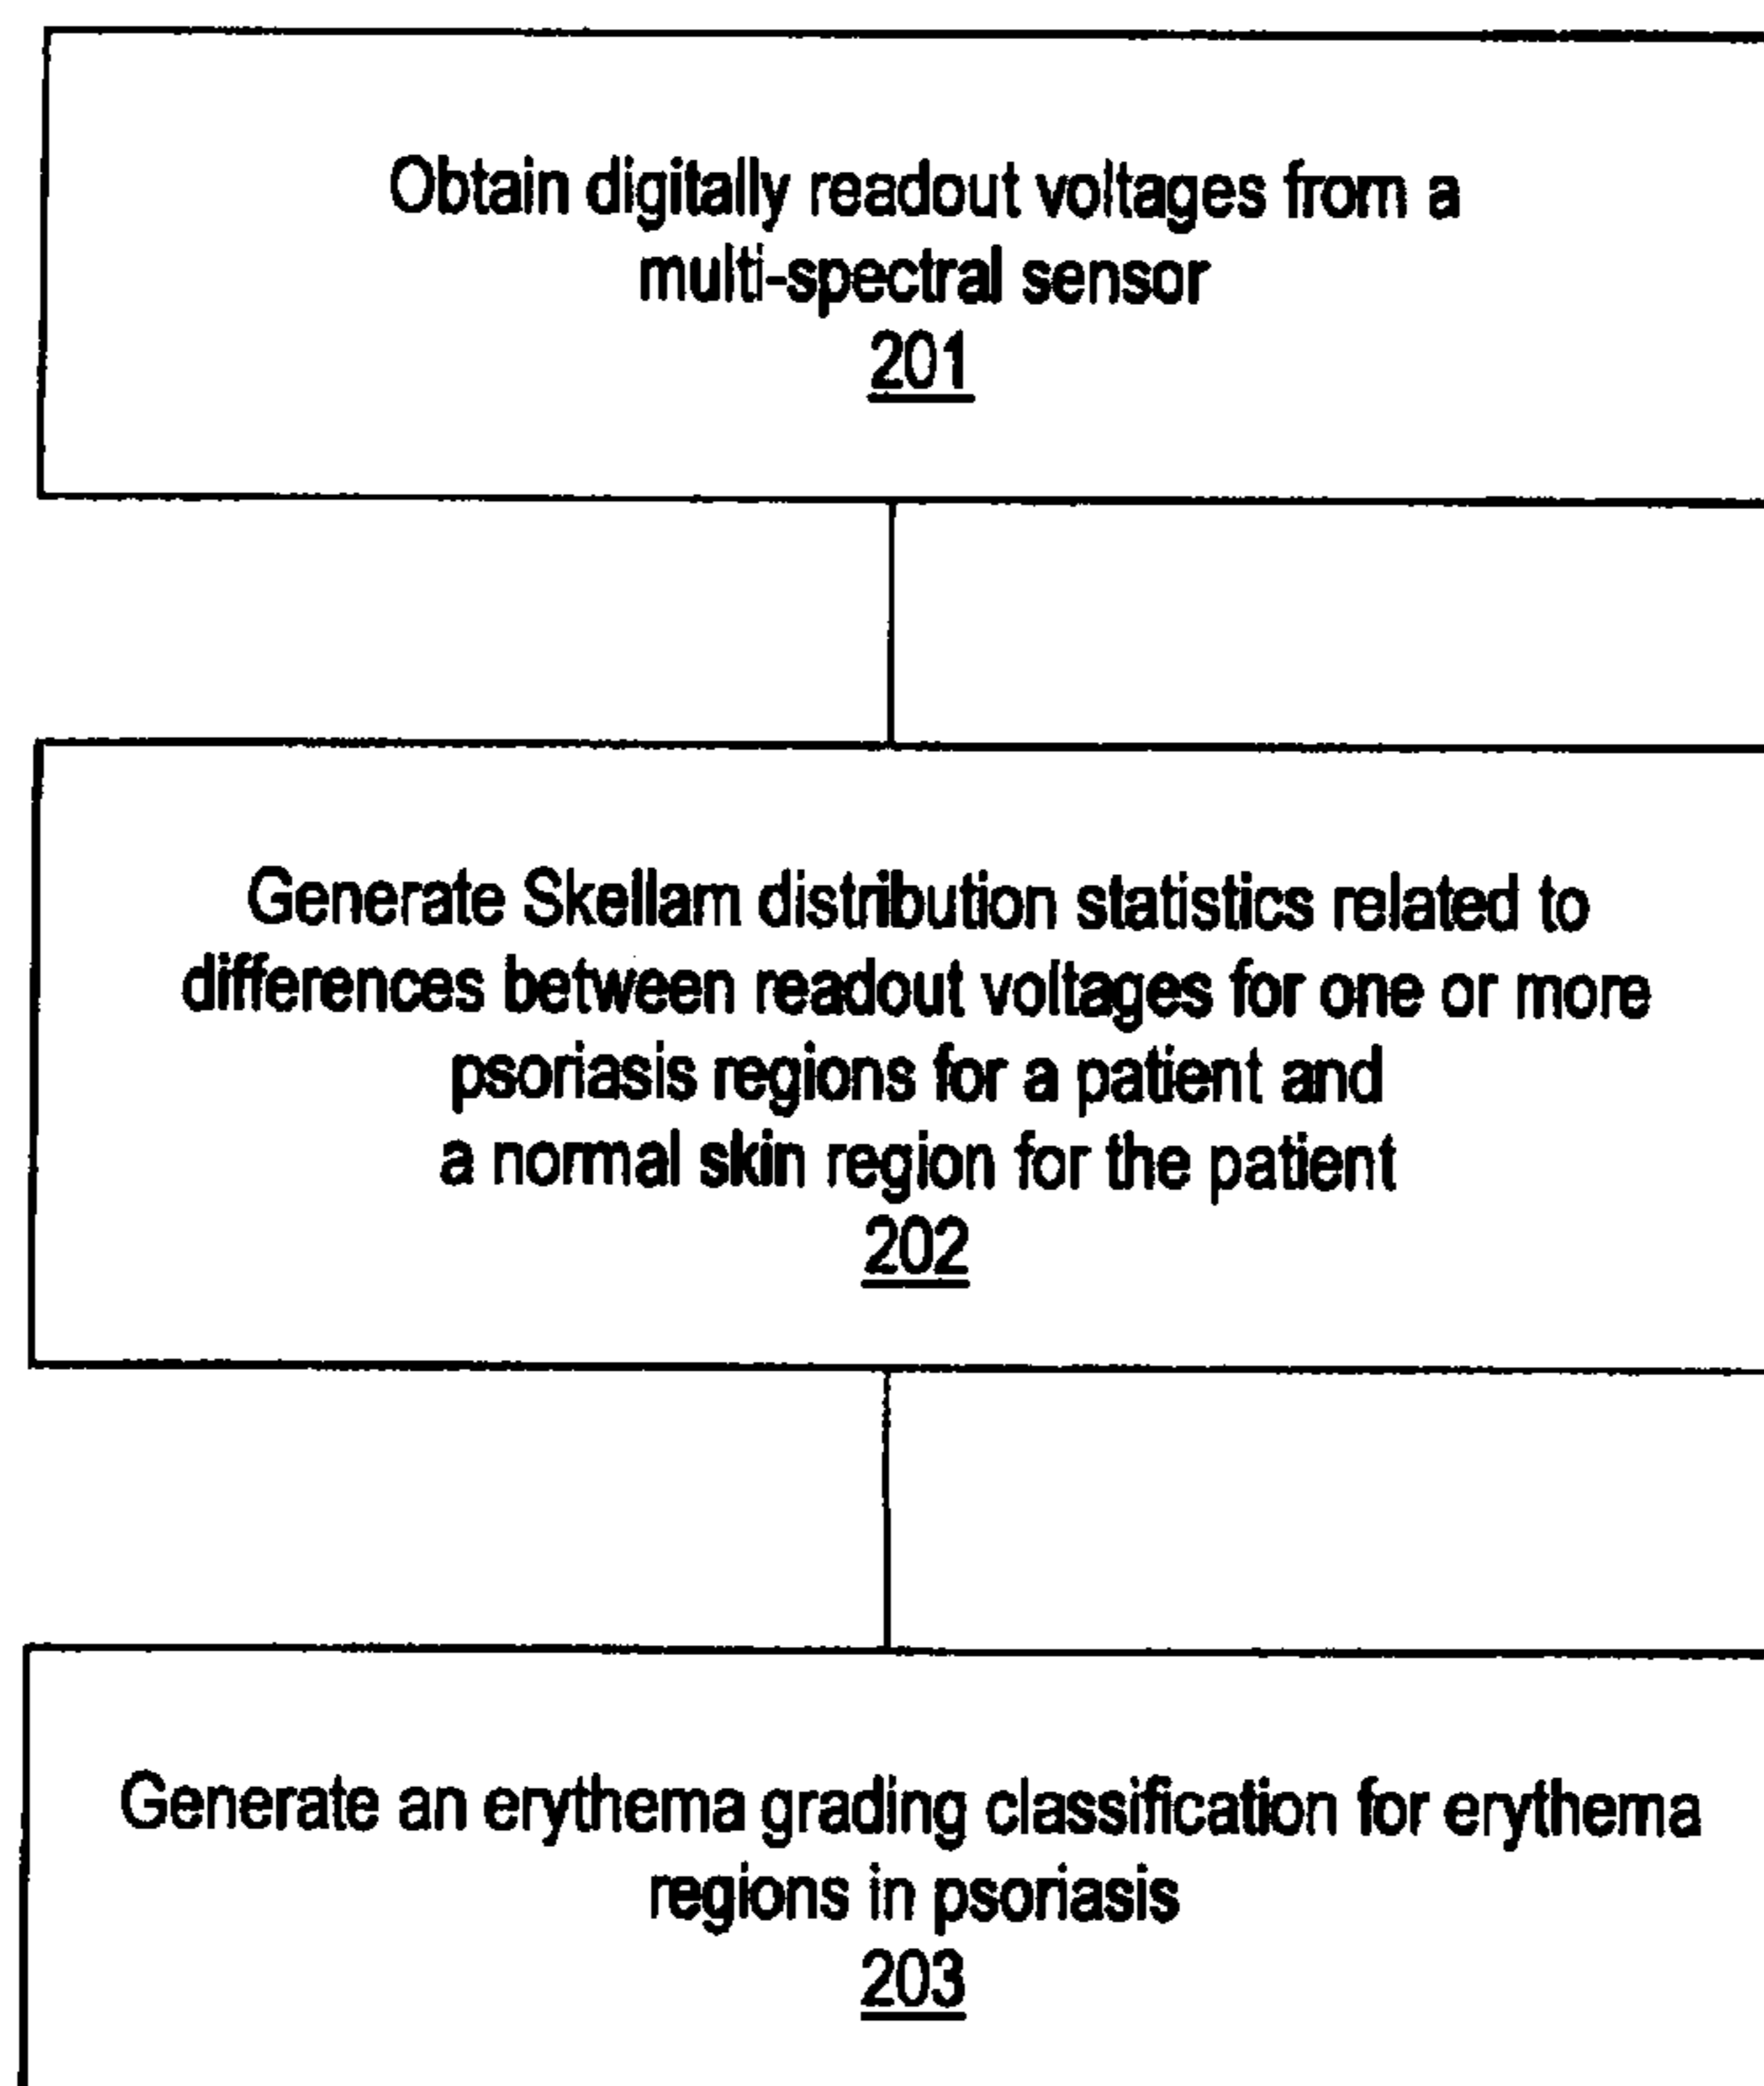 Obtain digitally readout voltages from a
multi-spectral sensor
201
Generate Skellam distribution statistics related to
differences between readout voltages for one or more
psoriasis regions for a patient and
a normal skin region for the patient
202
Generate an erythema grading classification for erythema
regions in psoriasis
203